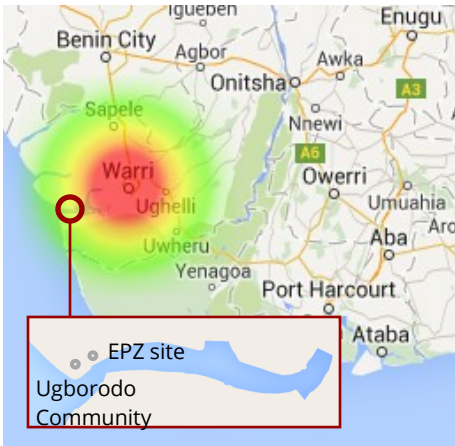 Igueben
Enugu
Benin City
Agbor
Awka
Onitsha
A3
Sapele
Nnewi
A6
Warri
Owerri
Ughelli
Umuahia
Aro
Uwheru
Aba
Yenagoa
Port Harcourt
Ataba
EPZ site
Ugborodo
Community